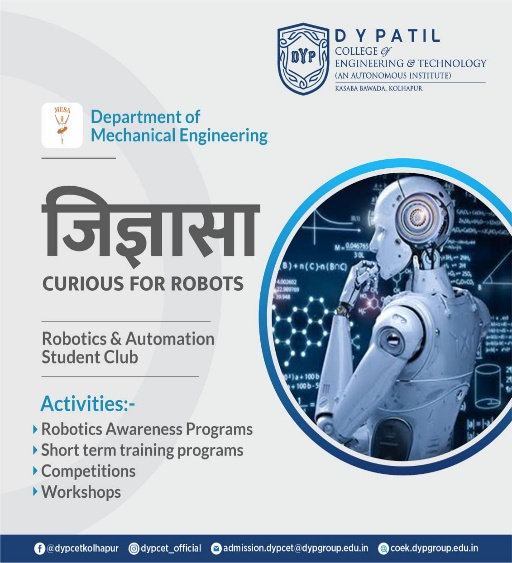 DYP
D Y P A T I L
COLLEGE of
ENGINEERING & TECHNOLOGY
(AN AUTONOMOUS INSTITUTE)
KASABA BAWADA, KOLHAPUR
MESA
Department of
Mechanical Engineering
जिज्ञासा
CURIOUS FOR ROBOTS
Robotics & Automation
Student Club
Activities:-
Robotics Awareness Programs
Short term training programs
Competitions
Workshops
@dypcetkolhapur @dypcet_official admission.dypcet@dypgroup.edu.in coek.dypgroup.edu.in